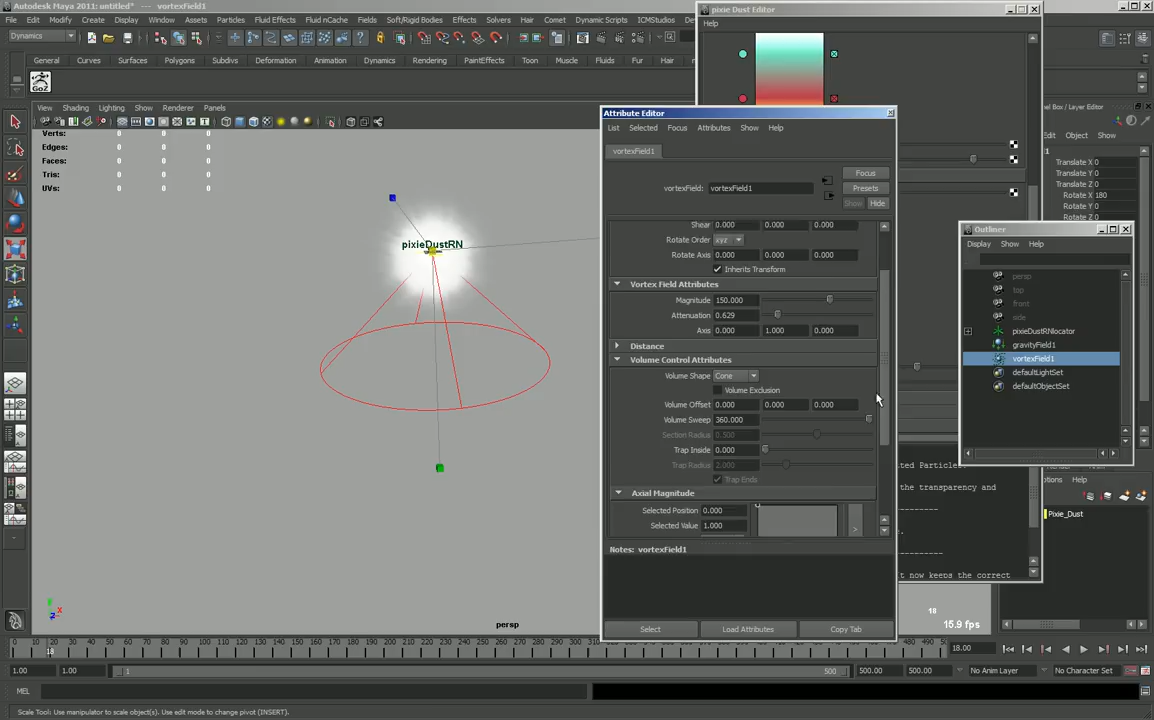 Autodesk Maya 2011: untitled* --- vortexField1
pixie Dust Editor
File Edit Modify Create Display Window Assets Particles Fluid Effects Fluid nCache Fields Soft/Rigid Bodies Effects Solvers Hair Comet Dynamic Scripts ICMStudios
Help
Dynamics
General Curves Surfaces Polygons Subdivs Deformation Animation Dynamics Rendering PaintEffects Toon Muscle Fluids Fur Hair
GoZ
View Shading Lighting Show Renderer Panels
Verts: 0 0 0
Edges: 0 0 0
Faces: 0 0 0
Tris: 0 0 0
UVs: 0 0 0
pixieDustRN
persp
Attribute Editor
List Selected Focus Attributes Show Help
vortexField1
Focus
vortexField: vortexField1
Presets
Show Hide
Shear 0.000 0.000 0.000
Rotate Order xyz
Rotate Axis 0.000 0.000 0.000
Inherits Transform
Vortex Field Attributes
Magnitude 150.000
Attenuation 0.629
Axis 0.000 1.000 0.000
Distance
Volume Control Attributes
Volume Shape Cone
Volume Exclusion
Volume Offset 0.000 0.000 0.000
Volume Sweep 360.000
Section Radius 0.500
Trap Inside 0.000
Trap Radius 2.000
Trap Ends
Axial Magnitude
Selected Position 0.000
Selected Value 1.000
>
Notes: vortexField1
Select Load Attributes Copy Tab
nel Box / Layer Editor
Edit Object Show
Translate X 0
Translate Y 0
Translate Z 0
Rotate X 180
Rotate Y 0
Outliner
Display Show Help
persp
top
front
side
pixieDustRNlocator
gravityField1
vortexField1
defaultLightSet
defaultObjectSet
ted Particles.
the transparency and
t now keeps the correct
Options Help
Pixie_Dust
18
15.9 fps
18
18.00
1.00 1.00 1 500 500.00 500.00 No Anim Layer No Character Set
MEL
Scale Tool: Use manipulator to scale object(s). Use edit mode to change pivot (INSERT).